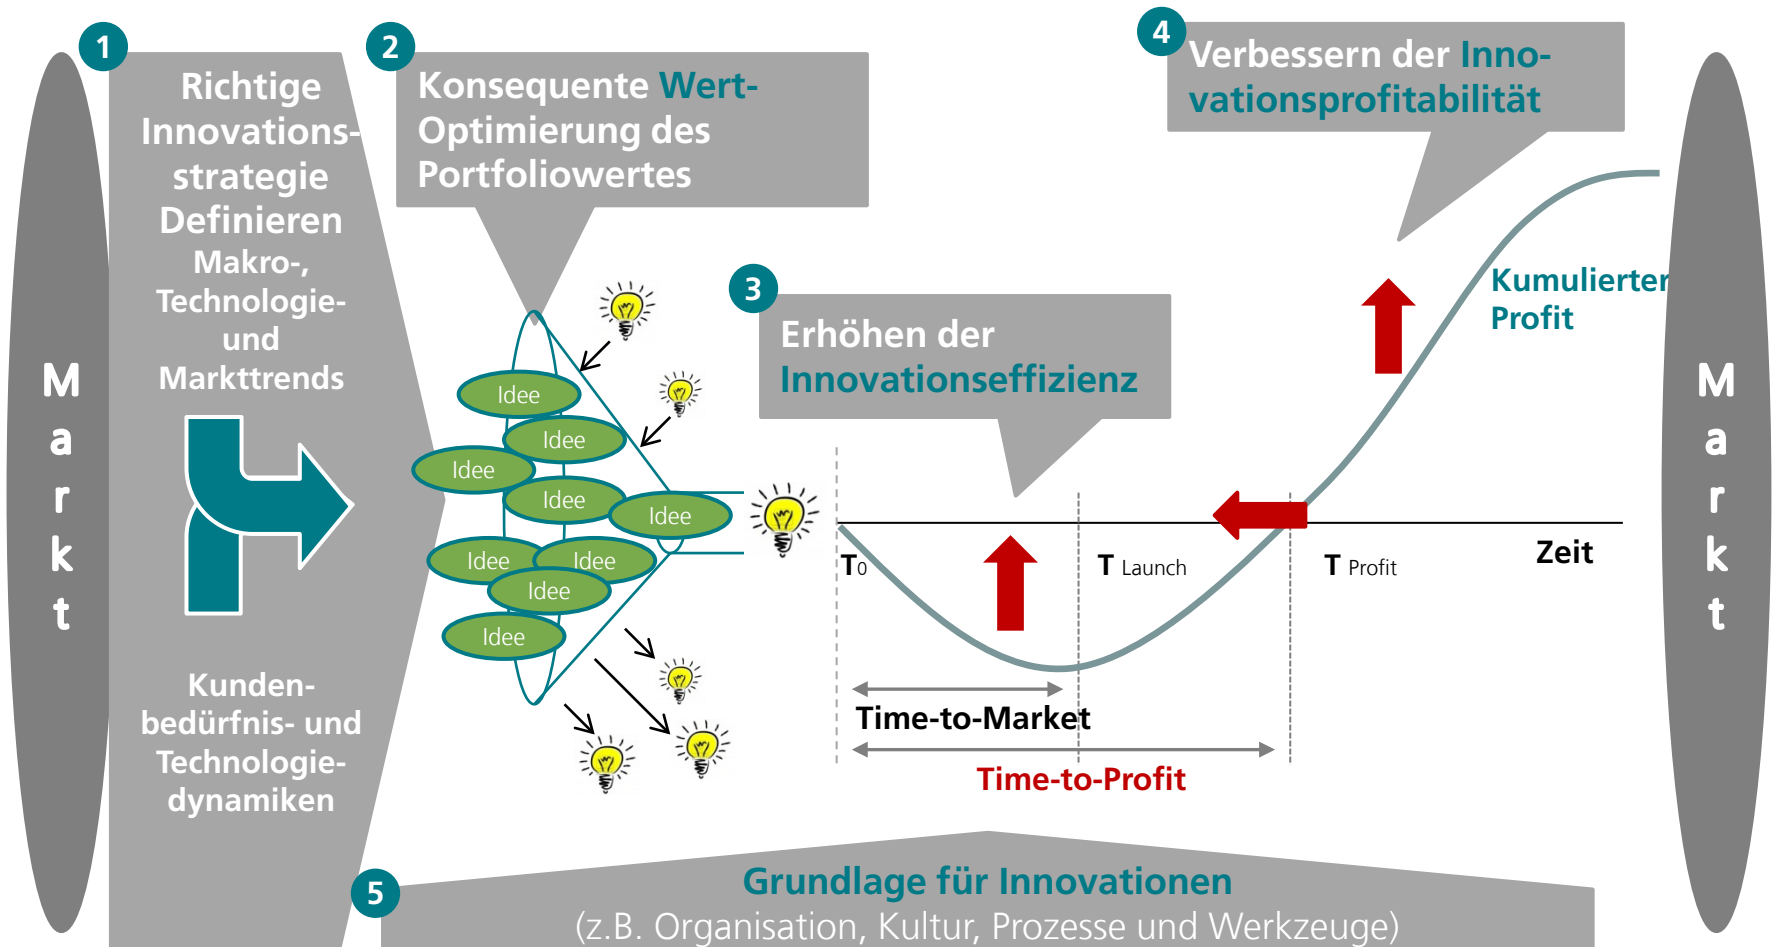 M
a
r
k
t
1
Richtige
Innovations-
strategie
Definieren
Makro-,
Technologie-
und
Markttrends
Kunden-
bedürfnis- und
Technologie-
dynamiken
2
Konsequente Wert-
Optimierung des
Portfoliowertes
Idee
Idee
Idee
Idee
Idee
Idee
Idee
Idee
Idee
3
Erhöhen der
Innovationseffizienz
4
Verbessern der Inno-
vationsprofitabilität
Kumulierter
Profit
T0
T Launch
T Profit
Zeit
Time-to-Market
Time-to-Profit
5
Grundlage für Innovationen
(z.B. Organisation, Kultur, Prozesse und Werkzeuge)
M
a
r
k
t